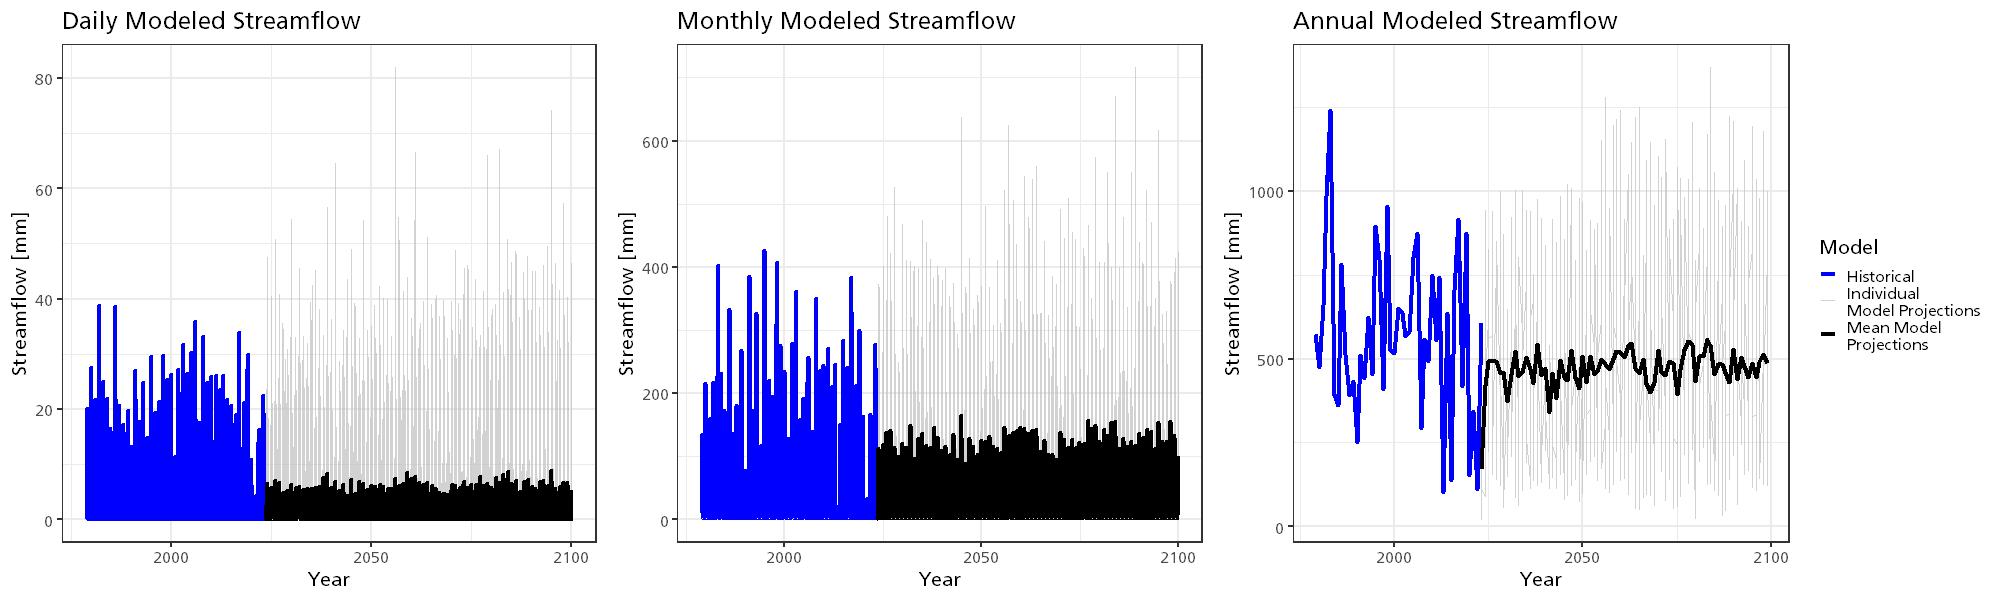 Daily Modeled Streamflow
Monthly Modeled Streamflow
Annual Modeled Streamflow
Streamflow [mm]
80
60
40
20
0
2000
2050
2100
Year
Streamflow [mm]
600
400
200
0
2000
2050
2100
Year
Streamflow [mm]
1000
500
0
2000
2050
2100
Year
Model
Historical
Individual
Model Projections
Mean Model
Projections